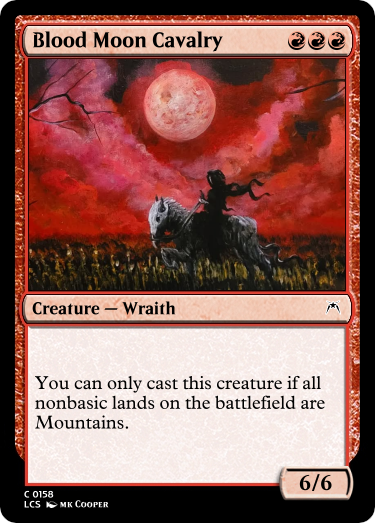 Blood Moon Cavalry
Creature — Wraith
You can only cast this creature if all
nonbasic lands on the battlefield are
Mountains.
6/6
C 0158
LCS MK COOPER